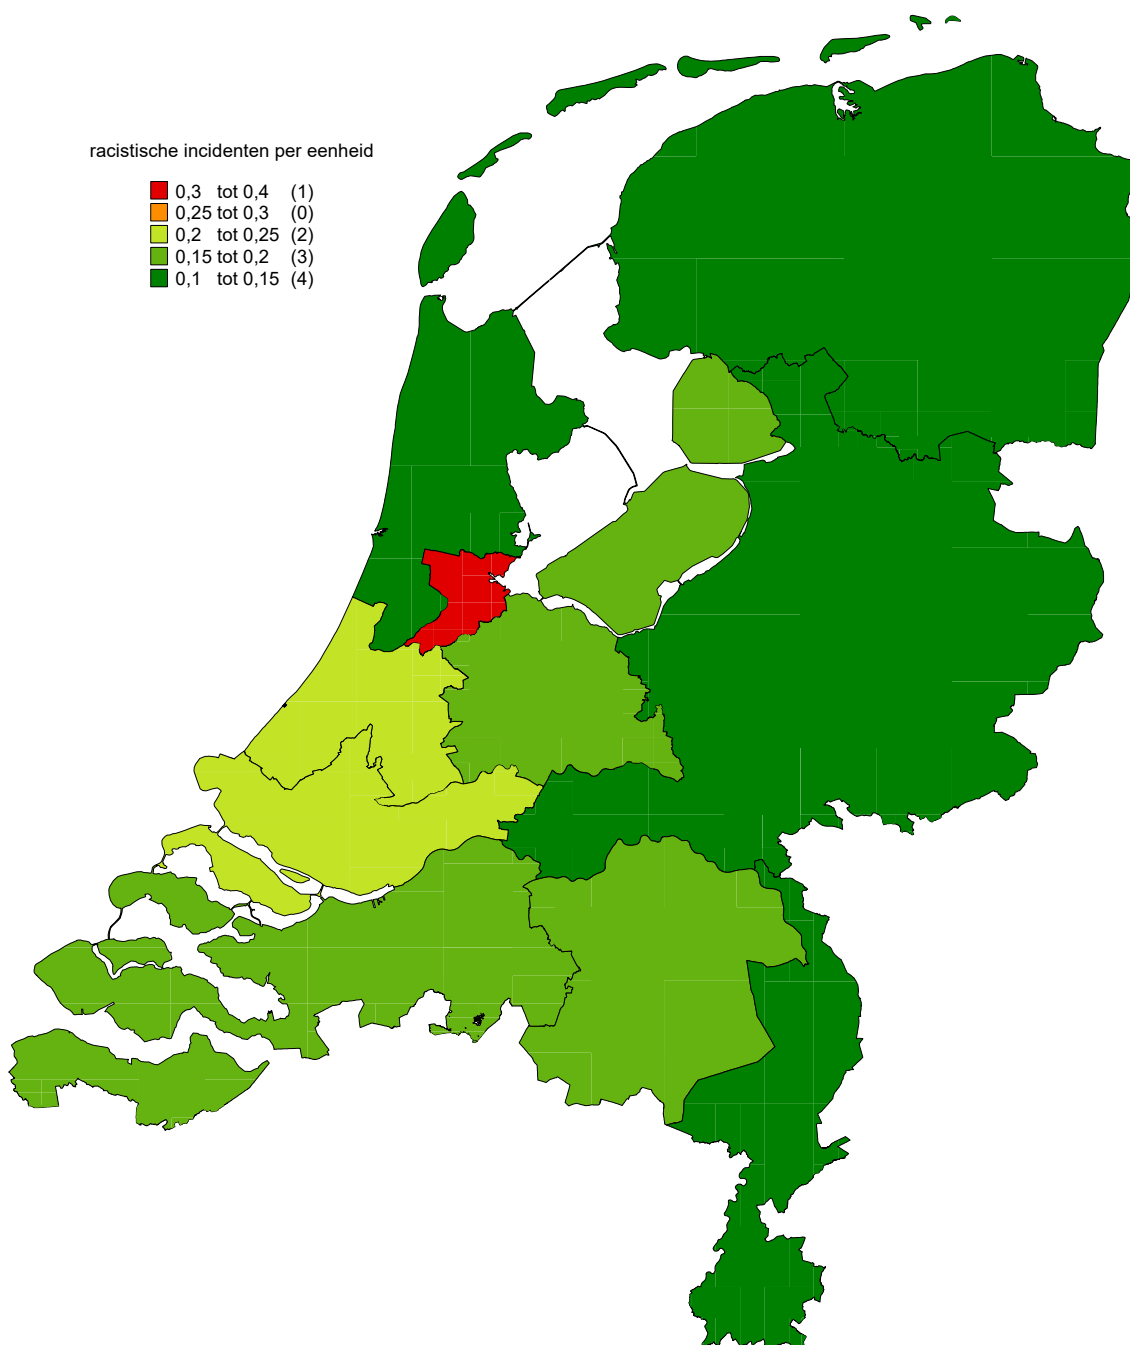 racistische incidenten per eenheid
0,3 tot 0,4 (1)
0,25 tot 0,3 (0)
0,2 tot 0,25 (2)
0,15 tot 0,2 (3)
0,1 tot 0,15 (4)